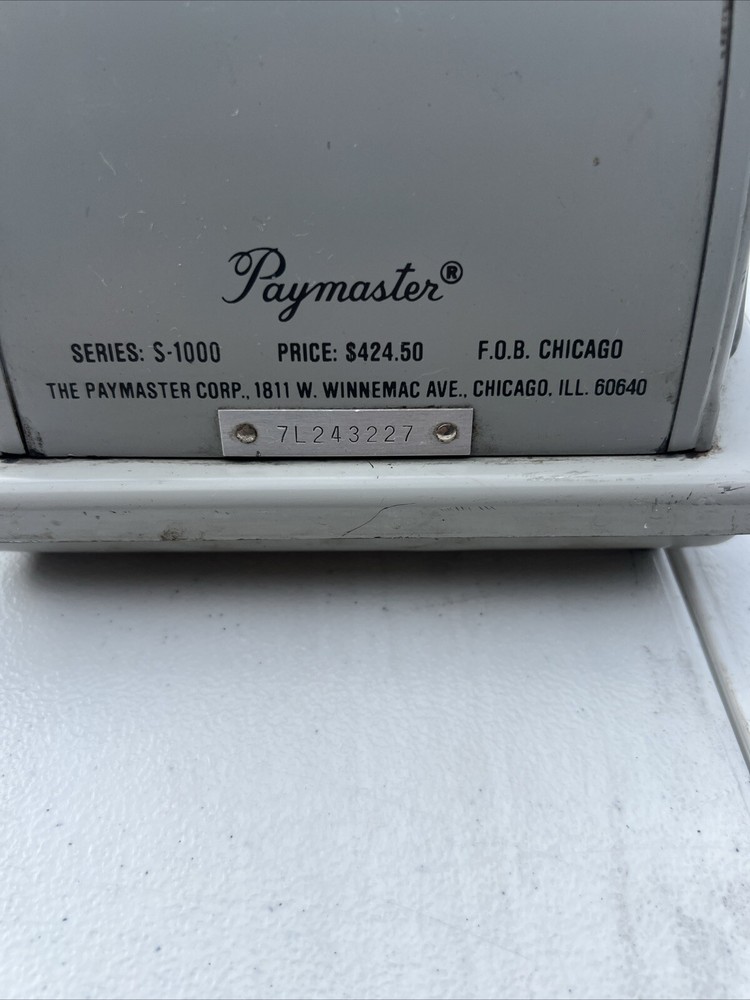 Paymaster®
SERIES: S-1000 PRICE: $424.50 F.O.B. CHICAGO
THE PAYMASTER CORP., 1811 W. WINNEMAC AVE., CHICAGO, ILL. 60640
7L243227